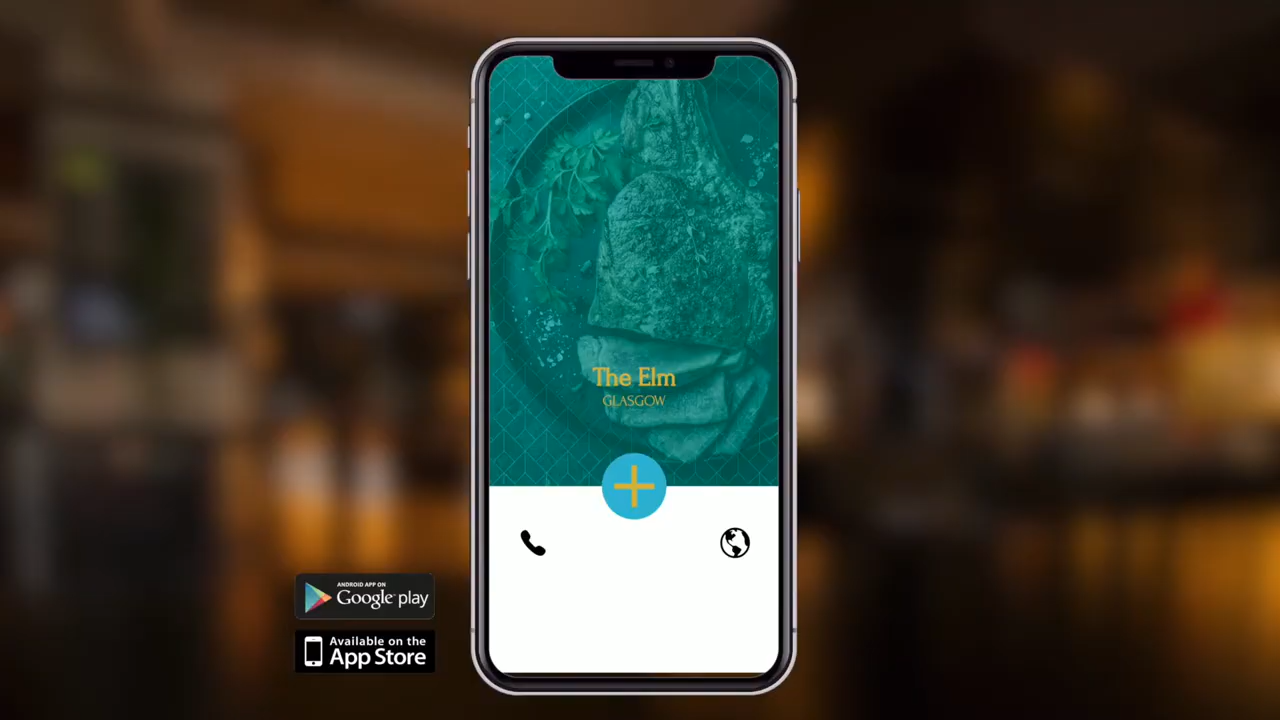 The Elm
GLASGOW
ANDROID APP ON
Google play
Available on the
App Store